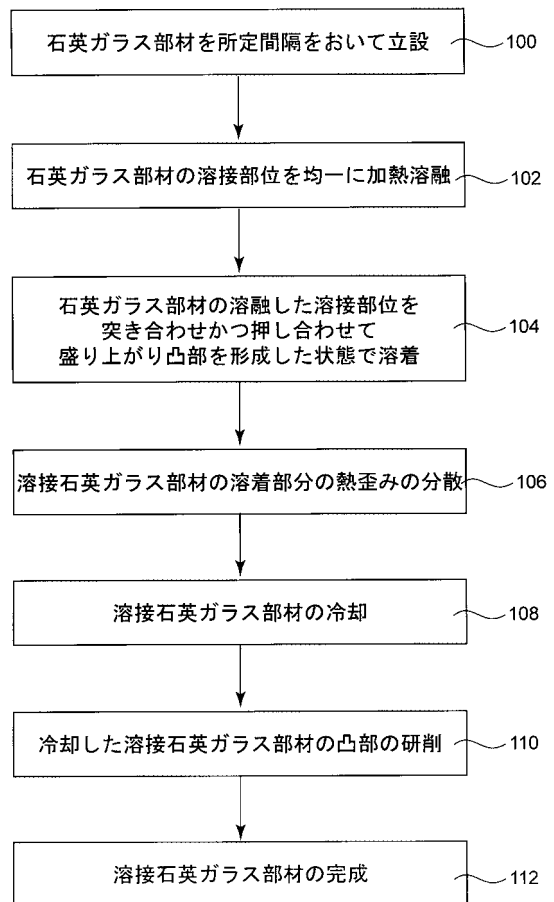 石英ガラス部材を所定間隔をおいて立設
100
石英ガラス部材の溶接部位を均一に加熱溶融
102
石英ガラス部材の溶融した溶接部位を
突き合わせかつ押し合わせて
盛り上がり凸部を形成した状態で溶着
104
溶接石英ガラス部材の溶着部分の熱歪みの分散
106
溶接石英ガラス部材の冷却
108
冷却した溶接石英ガラス部材の凸部の研削
110
溶接石英ガラス部材の完成
112